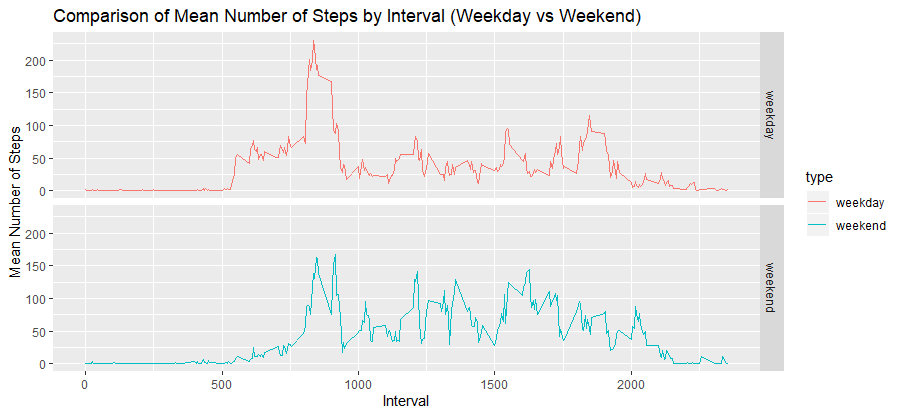 Comparison of Mean Number of Steps by Interval (Weekday vs Weekend)
Mean Number of Steps
200
150
100
50
0
weekday
200
150
100
50
0
weekend
0 500 1000 1500 2000
Interval
type
weekday
weekend